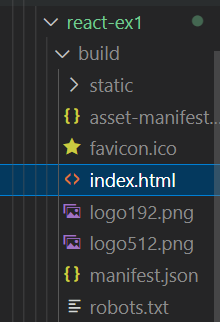 react-ex1
build
static
asset-manifest...
favicon.ico
index.html
logo192.png
logo512.png
manifest.json
robots.txt